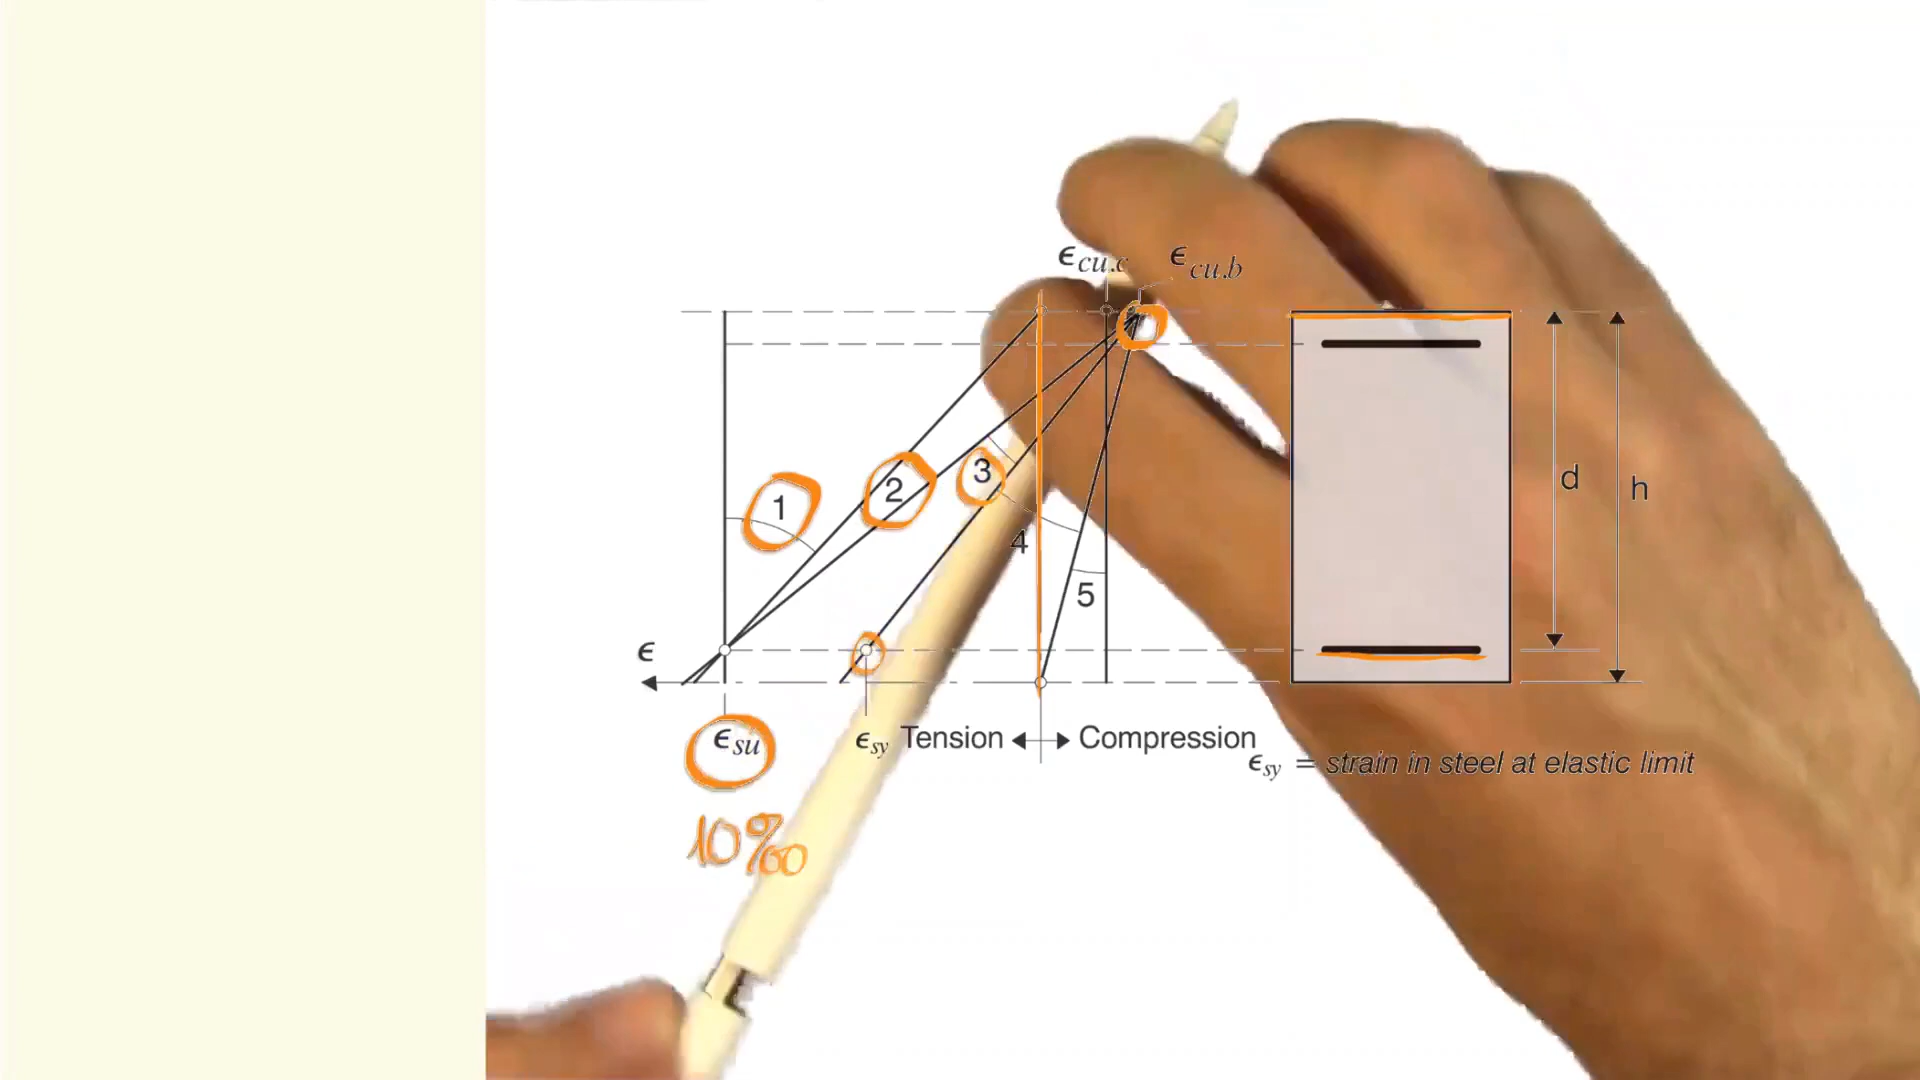 ϵcu.c ϵcu.b
1 2 3 4 5
d h
ϵ
ϵsu ϵsy Tension Compression
ϵsy = strain in steel at elastic limit
10‰